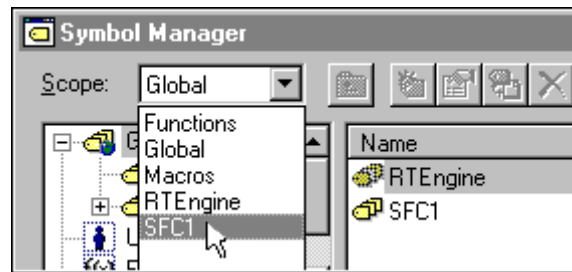 Symbol Manager
Scope: Global
Functions
Global
Macros
RTEngine
SFC1
Name
RTEngine
SFC1